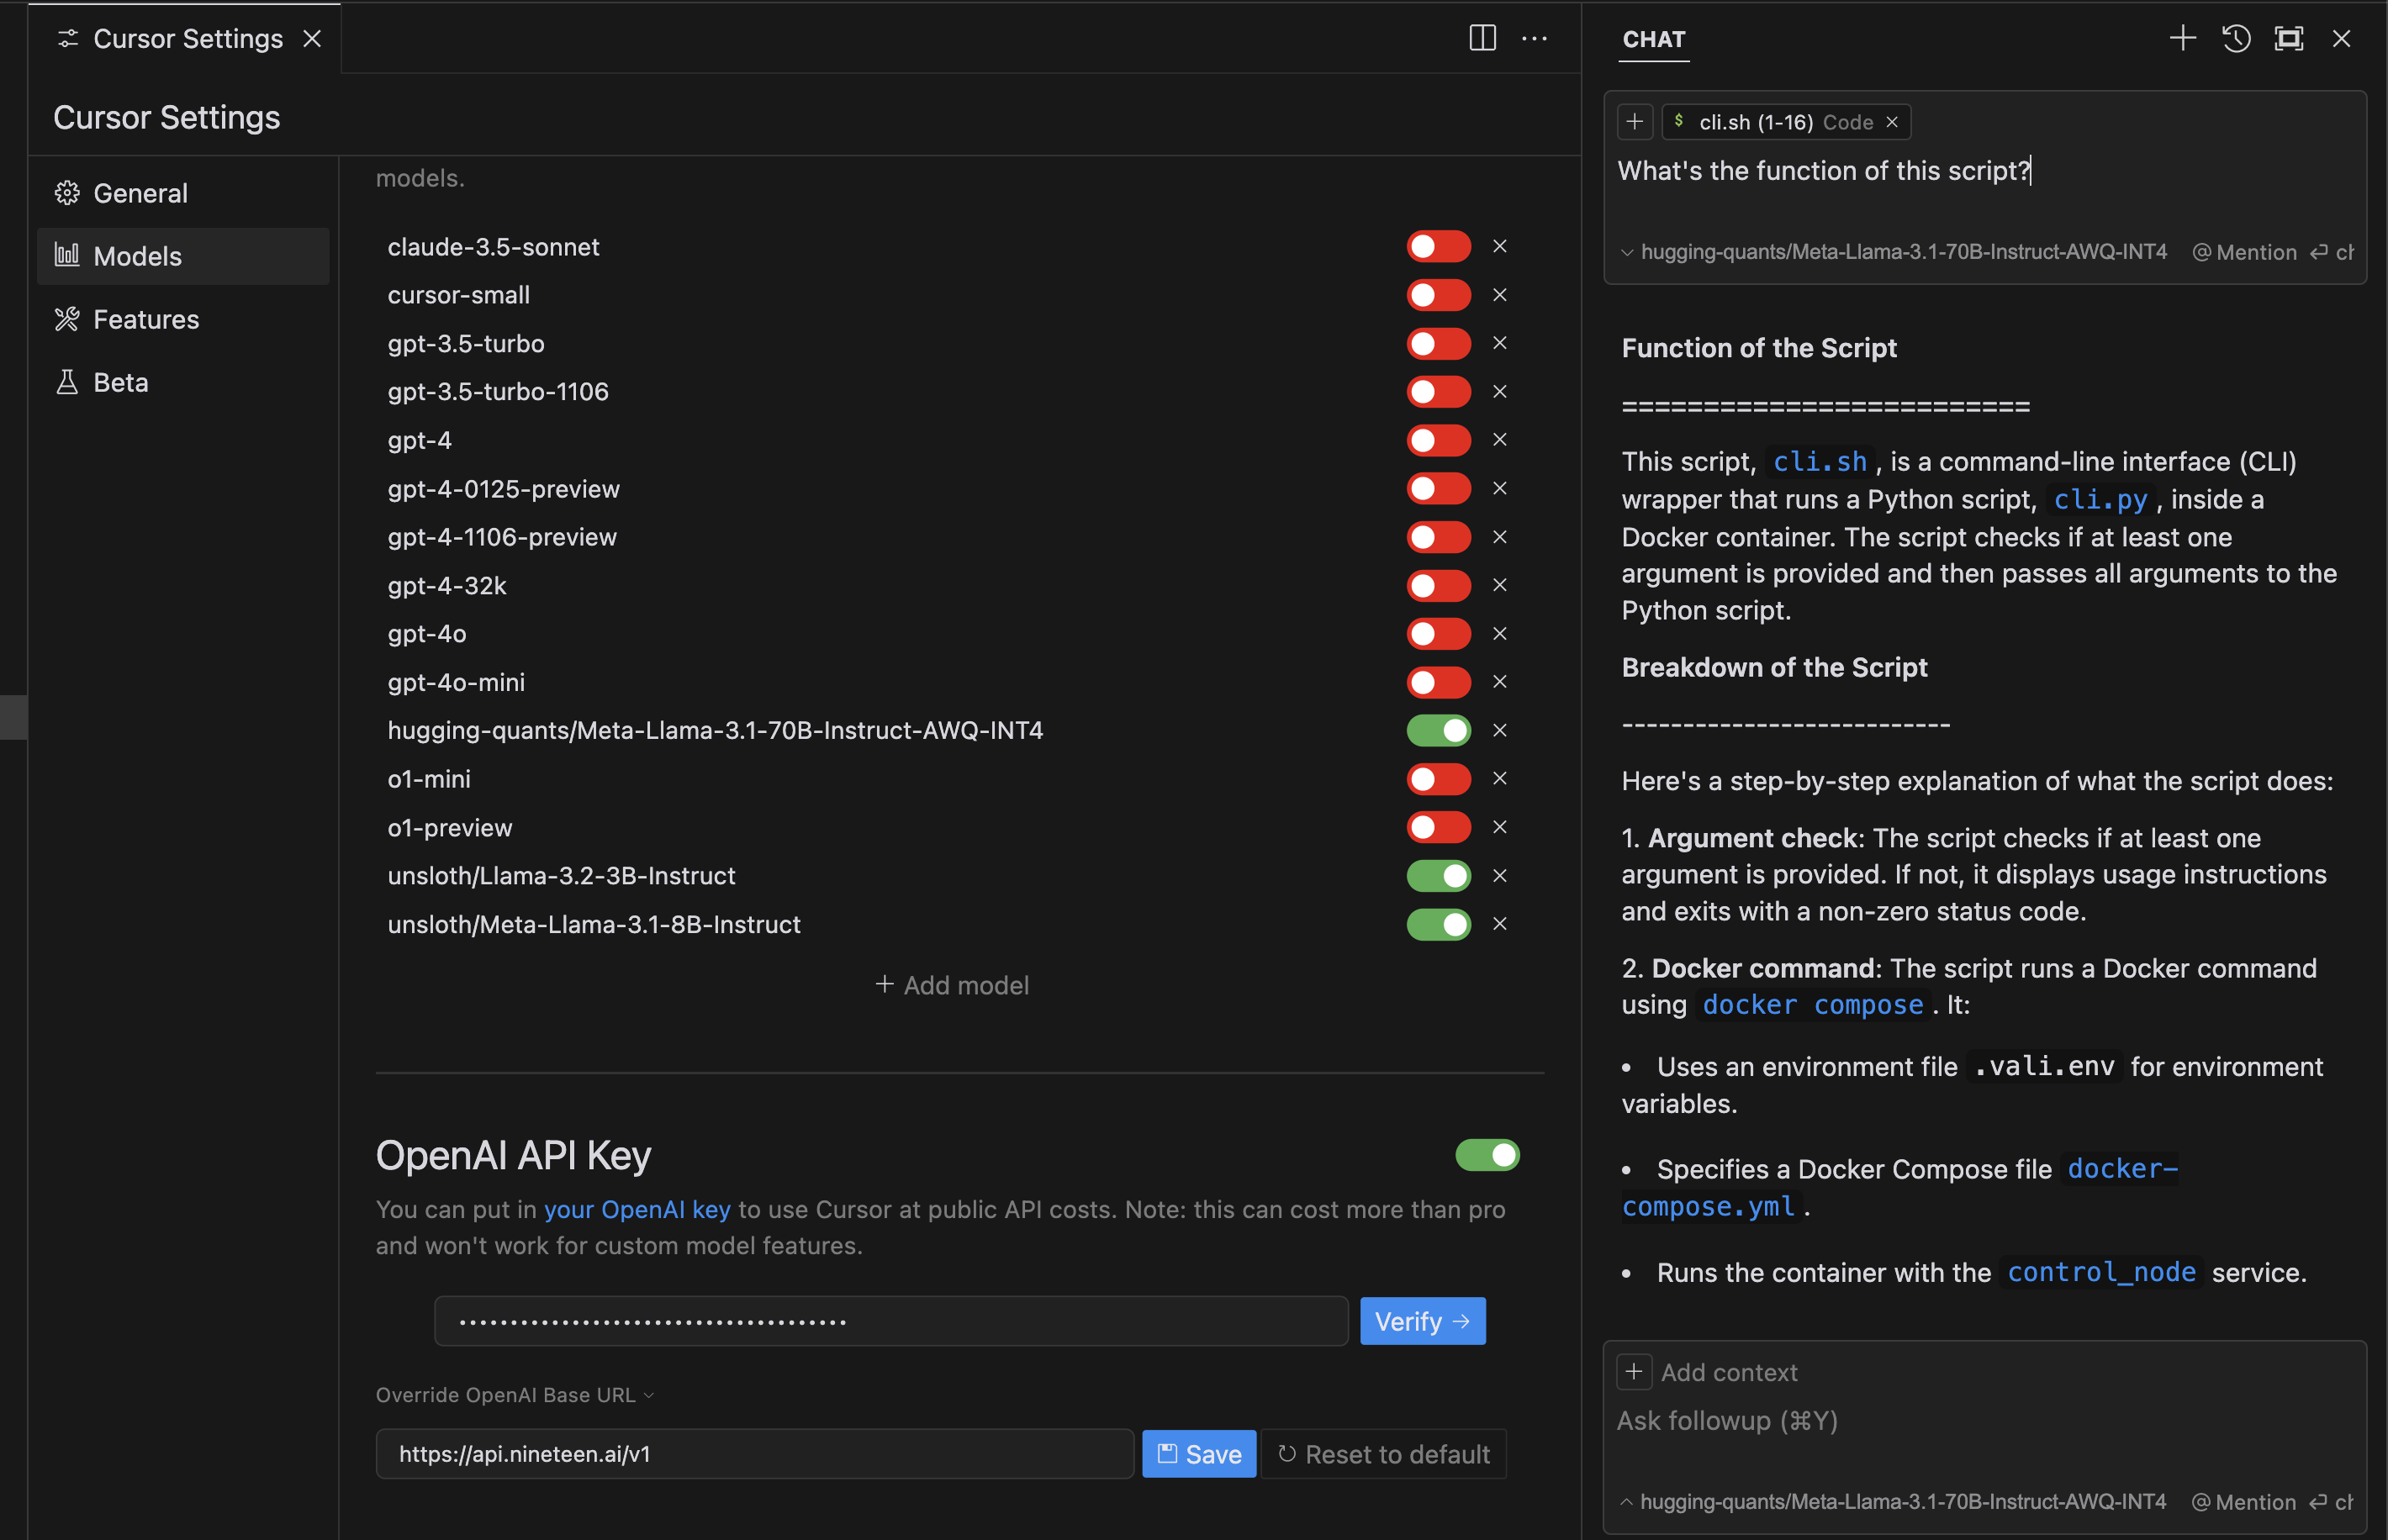 Cursor Settings
Cursor Settings
General
Models
Features
Beta
models.
claude-3.5-sonnet
cursor-small
gpt-3.5-turbo
gpt-3.5-turbo-1106
gpt-4
gpt-4-0125-preview
gpt-4-1106-preview
gpt-4-32k
gpt-4o
gpt-4o-mini
hugging-quants/Meta-Llama-3.1-70B-Instruct-AWQ-INT4
o1-mini
o1-preview
unsloth/Llama-3.2-3B-Instruct
unsloth/Meta-Llama-3.1-8B-Instruct
+ Add model
OpenAI API Key
You can put in your OpenAI key to use Cursor at public API costs. Note: this can cost more than pro
and won't work for custom model features.
Verify →
Override OpenAI Base URL
https://api.nineteen.ai/v1
Save
Reset to default
CHAT
$ cli.sh (1-16) Code
What's the function of this script?
hugging-quants/Meta-Llama-3.1-70B-Instruct-AWQ-INT4 @ Mention ch
Function of the Script
=========================
This script, cli.sh, is a command-line interface (CLI)
wrapper that runs a Python script, cli.py, inside a
Docker container. The script checks if at least one
argument is provided and then passes all arguments to the
Python script.
Breakdown of the Script
---------------------------
Here's a step-by-step explanation of what the script does:
1. Argument check: The script checks if at least one
argument is provided. If not, it displays usage instructions
and exits with a non-zero status code.
2. Docker command: The script runs a Docker command
using docker compose. It:
• Uses an environment file .vali.env for environment
variables.
• Specifies a Docker Compose file docker-
compose.yml.
• Runs the container with the control_node service.
+ Add context
Ask followup (⌘Y)
hugging-quants/Meta-Llama-3.1-70B-Instruct-AWQ-INT4 @ Mention ch